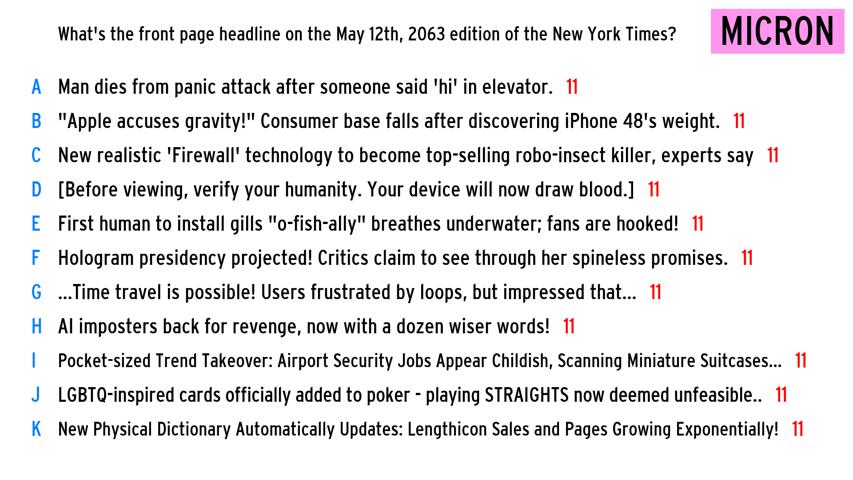 What's the front page headline on the May 12th, 2063 edition of the New York Times?
MICRON
A Man dies from panic attack after someone said 'hi' in elevator. 11
B "Apple accuses gravity!" Consumer base falls after discovering iPhone 48's weight. 11
C New realistic 'Firewall' technology to become top-selling robo-insect killer, experts say 11
D [Before viewing, verify your humanity. Your device will now draw blood.] 11
E First human to install gills "o-fish-ally" breathes underwater; fans are hooked! 11
F Hologram presidency projected! Critics claim to see through her spineless promises. 11
G ...Time travel is possible! Users frustrated by loops, but impressed that... 11
H AI imposters back for revenge, now with a dozen wiser words! 11
I Pocket-sized Trend Takeover: Airport Security Jobs Appear Childish, Scanning Miniature Suitcases... 11
J LGBTQ-inspired cards officially added to poker - playing STRAIGHTS now deemed unfeasible.. 11
K New Physical Dictionary Automatically Updates: Lengthicon Sales and Pages Growing Exponentially! 11